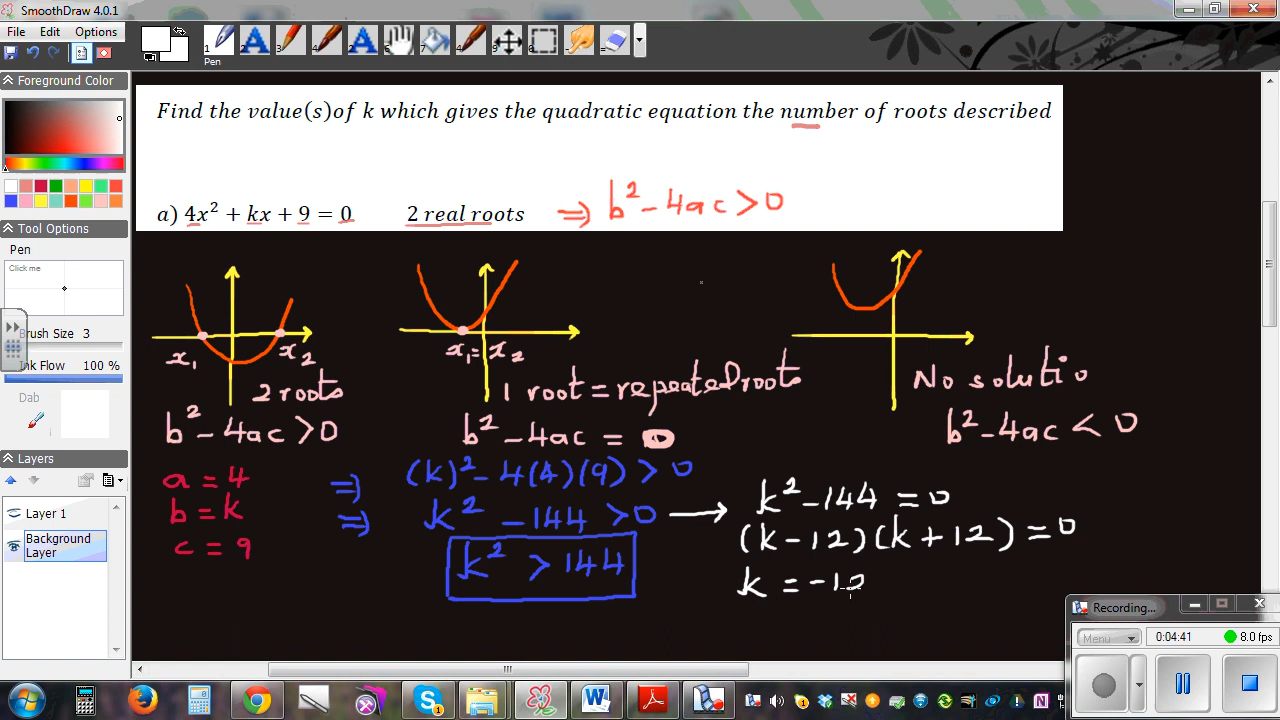 SmoothDraw 4.0.1
File Edit Options
Foreground Color
Tool Options
Pen
Click me
Brush Size 3
Ink Flow 100 %
Dab
Layers
Layer 1
Background Layer
Pen
Find the value(s)of k which gives the quadratic equation the number of roots described
a) 4x² + kx + 9 = 0 2 real roots ⇒ b² - 4ac > 0
x₁ x₂
2 roots
b² - 4ac > 0
x₁ = x₂
1 root = repeated roots
b² - 4ac = 0
No solutio
b² - 4ac < 0
a = 4
b = k
c = 9
⇒ (k)² - 4(4)(9) > 0
⇒ k² - 144 > 0 → k² - 144 = 0
k² > 144
(k - 12)(k + 12) = 0
k = -12
Recording...
Menu
0:04:41
8.0 fps